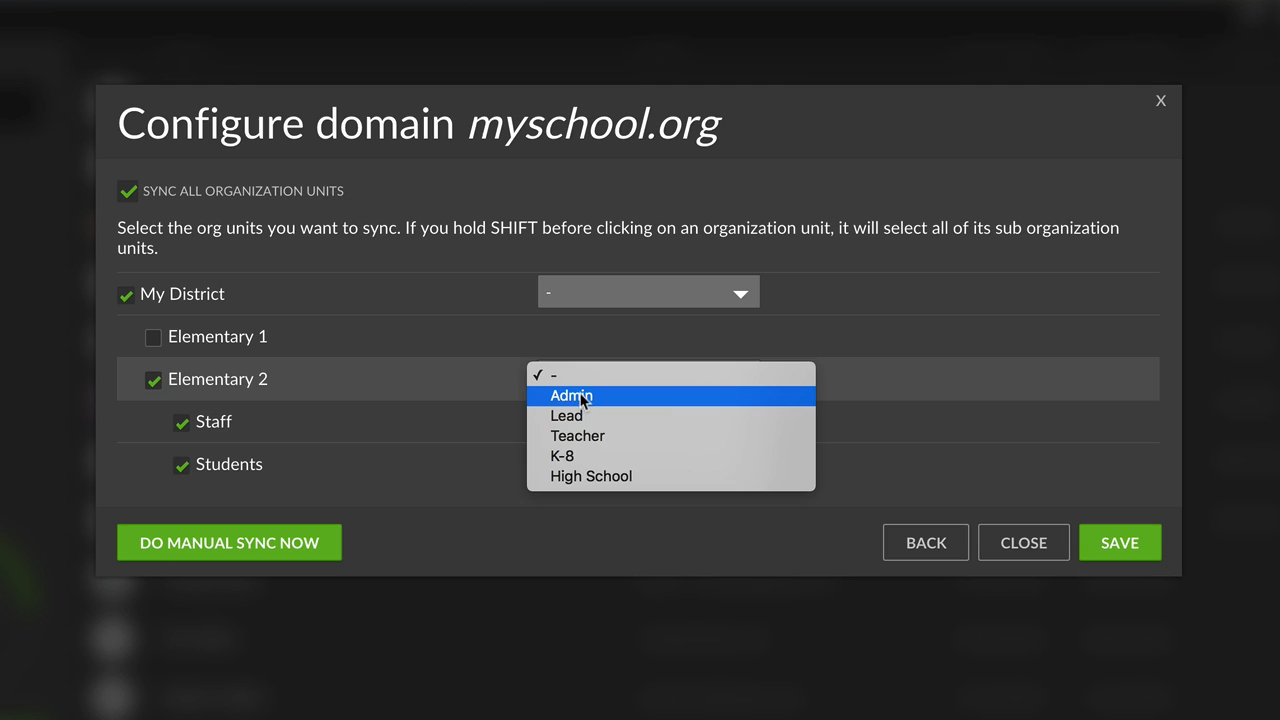 X
Configure domain myschool.org
SYNC ALL ORGANIZATION UNITS
Select the org units you want to sync. If you hold SHIFT before clicking on an organization unit, it will select all of its sub organization
units.
My District
-
Elementary 1
Elementary 2
✓ -
Admin
Lead
Teacher
K-8
High School
Staff
Students
DO MANUAL SYNC NOW
BACK
CLOSE
SAVE